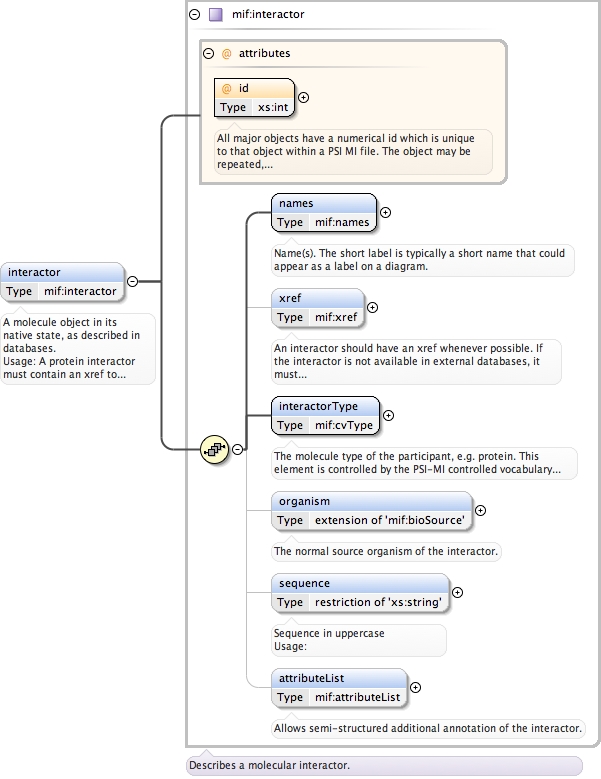 mif:interactor
@ attributes
@ id
Type xs:int
All major objects have a numerical id which is unique
to that object within a PSI MI file. The object may be
repeated,...
names
Type mif:names
Name(s). The short label is typically a short name that could
appear as a label on a diagram.
interactor
Type mif:interactor
A molecule object in its
native state, as described in
databases.
Usage: A protein interactor
must contain an xref to...
xref
Type mif:xref
An interactor should have an xref whenever possible. If
the interactor is not available in external databases, it
must...
interactorType
Type mif:cvType
The molecule type of the participant, e.g. protein. This
element is controlled by the PSI-MI controlled vocabulary...
organism
Type extension of 'mif:bioSource'
The normal source organism of the interactor.
sequence
Type restriction of 'xs:string'
Sequence in uppercase
Usage:
attributeList
Type mif:attributeList
Allows semi-structured additional annotation of the interactor.
Describes a molecular interactor.